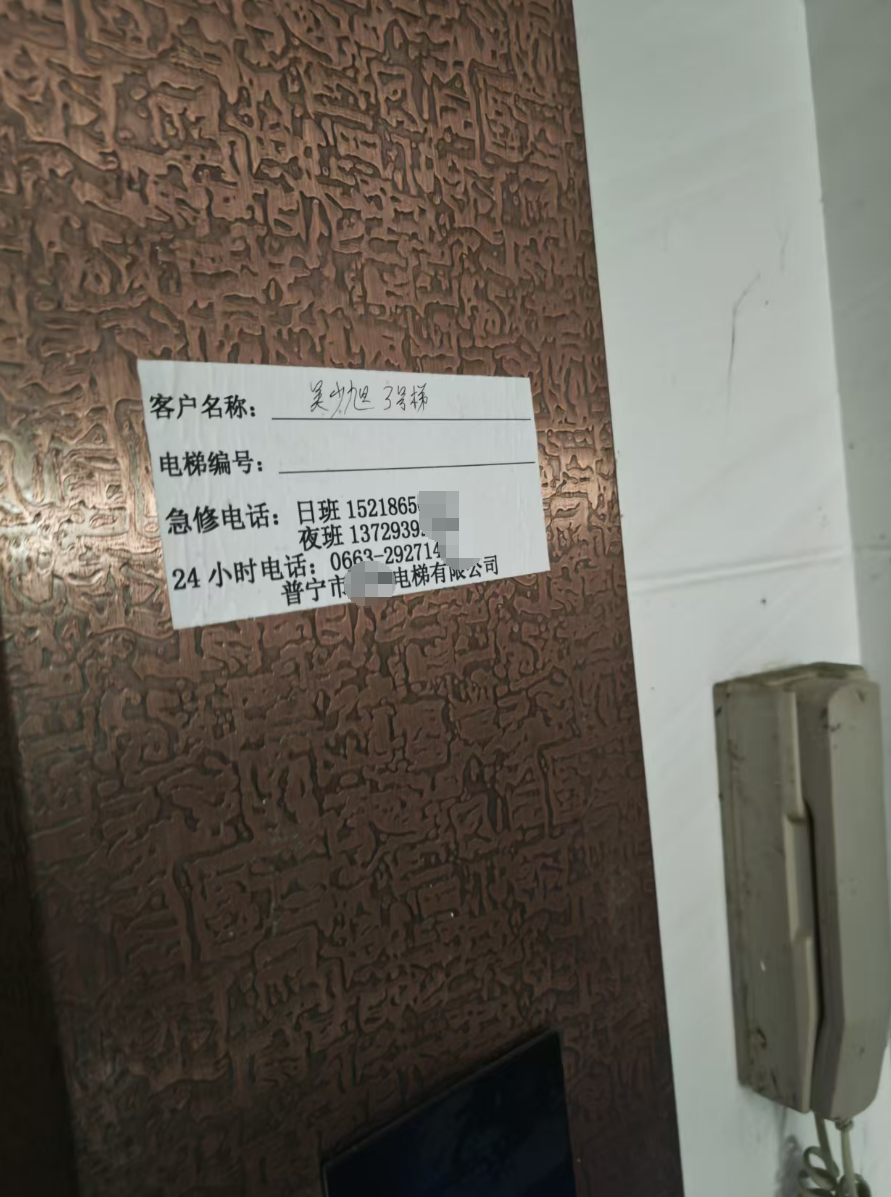 客户名称：吴少旭 3号梯
电梯编号：
急修电话：日班 1521865
夜班 1372939
24 小时电话：0663-292714
普宁市 电梯有限公司